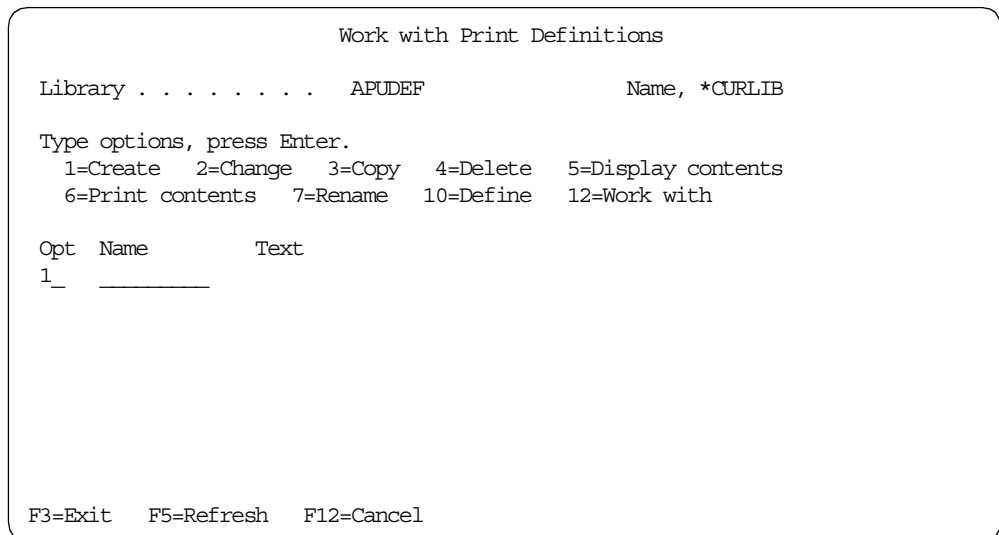 Work with Print Definitions
Library . . . . . . . . APUDEF Name, *CURLIB
Type options, press Enter.
1=Create 2=Change 3=Copy 4=Delete 5=Display contents
6=Print contents 7=Rename 10=Define 12=Work with
Opt Name Text
1_ _________
F3=Exit F5=Refresh F12=Cancel